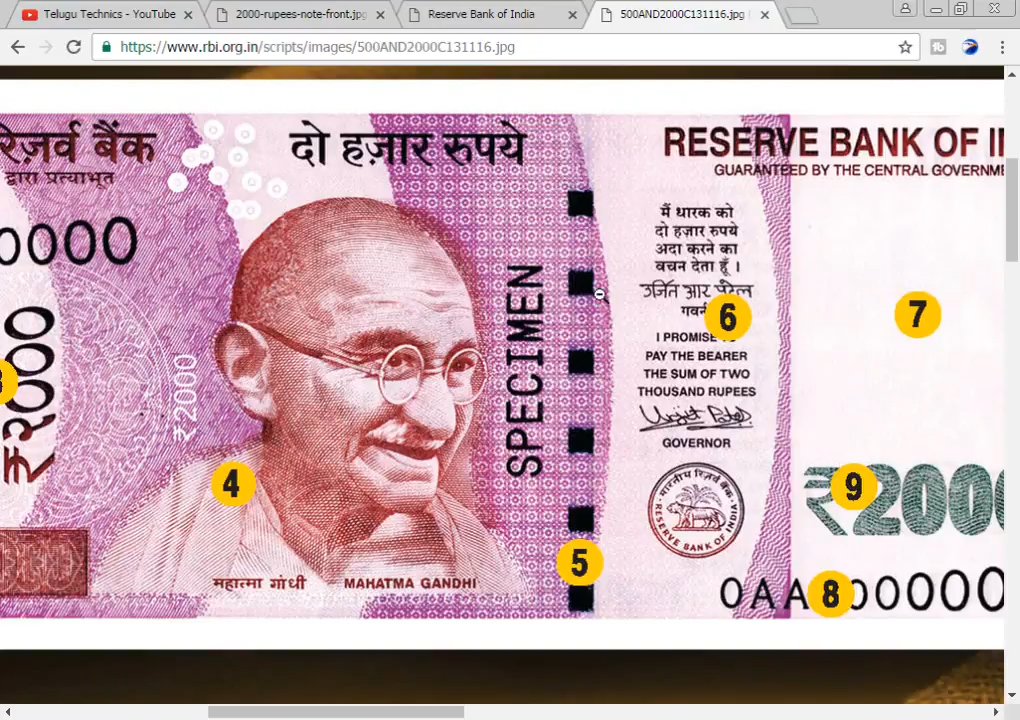 Telugu Technics - YouTube
2000-rupees-note-front.jpg
Reserve Bank of India
500AND2000C131116.jpg
https://www.rbi.org.in/scripts/images/500AND2000C131116.jpg
रिज़र्व बैंक
द्वारा प्रत्याभूत
दो हज़ार रुपये
RESERVE BANK OF I
GUARANTEED BY THE CENTRAL GOVERNME
0000
₹2000
₹2000
SPECIMEN
मैं धारक को
दो हज़ार रुपये
अदा करने का
वचन देता हूँ ।
उर्जित आर पटेल
6
7
I PROMISE
PAY THE BEARER
THE SUM OF TWO
THOUSAND RUPEES
Urjit Patel
GOVERNOR
भारतीय रिज़र्व बैंक
RESERVE BANK OF INDIA
4
5
9
₹2000
महात्मा गांधी
MAHATMA GANDHI
0AA
8
00000